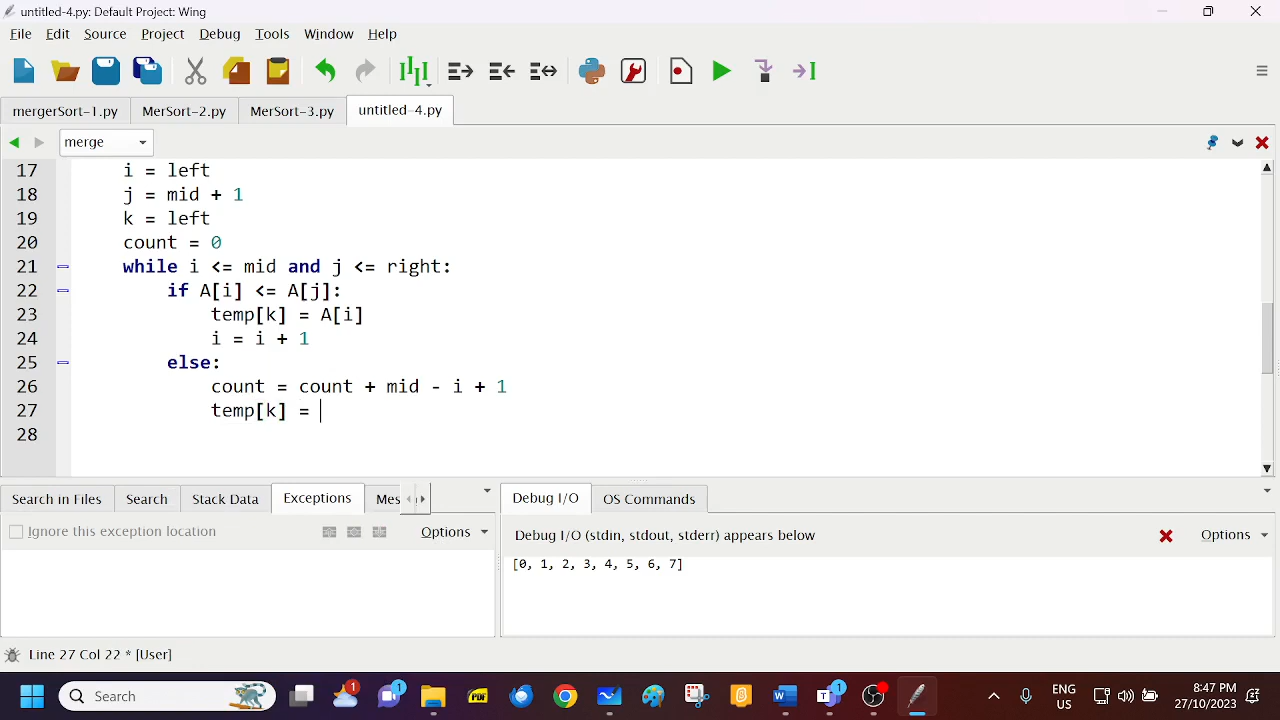 untitled-4.py: Default Project: Wing
File Edit Source Project Debug Tools Window Help
mergerSort-1.py MerSort-2.py MerSort-3.py untitled-4.py
merge
17 i = left
18 j = mid + 1
19 k = left
20 count = 0
21 while i <= mid and j <= right:
22 if A[i] <= A[j]:
23 temp[k] = A[i]
24 i = i + 1
25 else:
26 count = count + mid - i + 1
27 temp[k] =
28
Search in Files Search Stack Data Exceptions Mes
Ignore this exception location Options
Debug I/O OS Commands
Debug I/O (stdin, stdout, stderr) appears below Options
[0, 1, 2, 3, 4, 5, 6, 7]
Line 27 Col 22 * [User]
Search
1
1
PDF
1
ENG
US
8:47 PM
27/10/2023